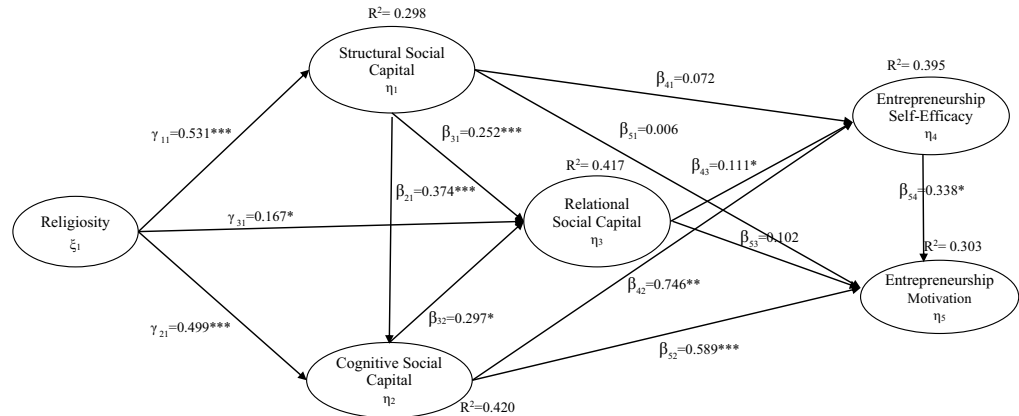 R²= 0.298
Structural Social
Capital
η₁
R²= 0.395
Entrepreneurship
Self-Efficacy
η₄
β₄₁=0.072
γ₁₁=0.531***
β₃₁=0.252***
β₅₁=0.006
R²= 0.417
β₄₃=0.111*
β₂₁=0.374***
β₅₄=0.338*
Religiosity
ξ₁
γ₃₁=0.167*
Relational
Social Capital
η₃
β₅₃=0.102
R²= 0.303
Entrepreneurship
Motivation
η₅
β₄₂=0.746**
γ₂₁=0.499***
β₃₂=0.297*
β₅₂=0.589***
Cognitive Social
Capital
η₂
R²= 0.420